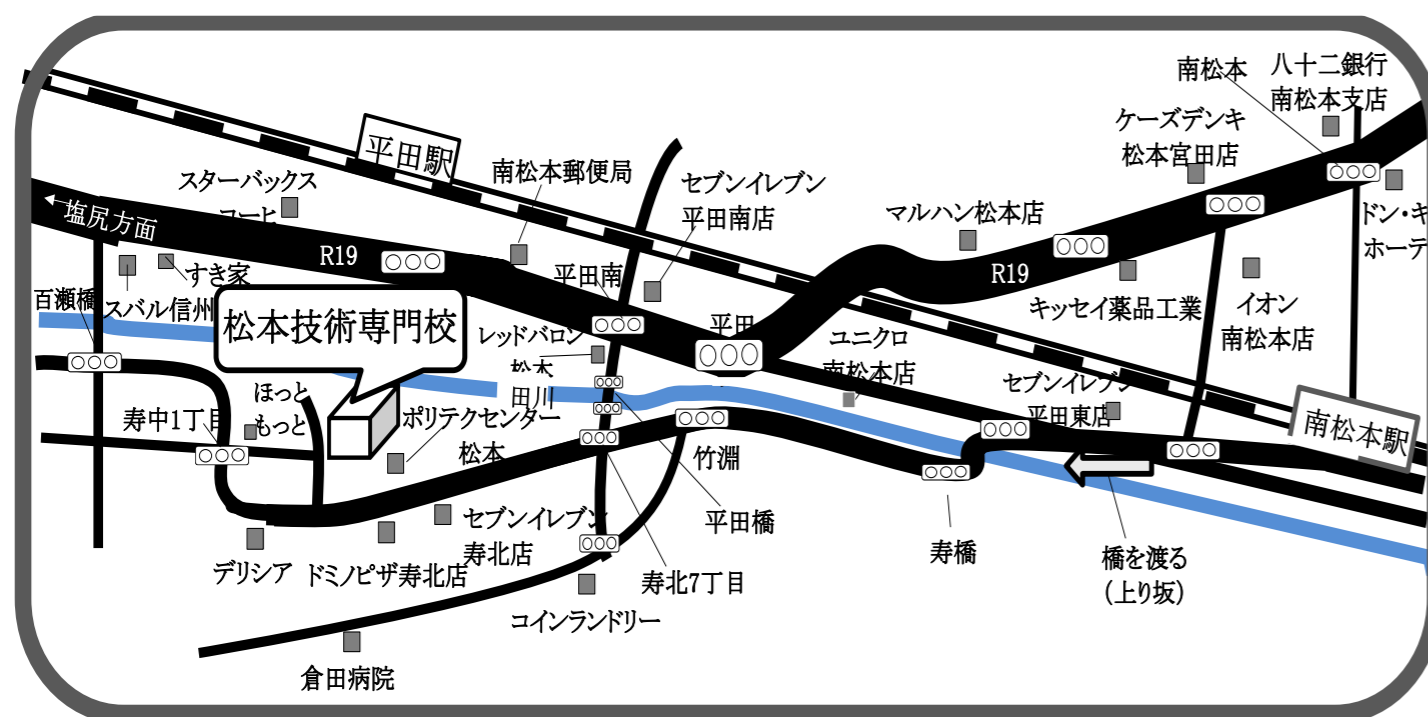 南松本
八十二銀行
南松本支店
ケーズデンキ
松本宮田店
平田駅
南松本郵便局
セブンイレブン
平田南店
スターバックス
コーヒ
マルハン松本店
ドン・キ
ホーテ
塩尻方面
R19
R19
すき家
平田南
百瀬橋
スバル信州
キッセイ薬品工業
イオン
南松本店
松本技術専門校
レッドバロン
松本
平田
ユニクロ
南松本店
田川
セブンイレブン
平田東店
ほっと
もっと
寿中1丁目
ポリテクセンター
松本
竹淵
南松本駅
平田橋
セブンイレブン
寿北店
寿橋
橋を渡る
(上り坂)
デリシア
ドミノピザ寿北店
寿北7丁目
コインランドリー
倉田病院